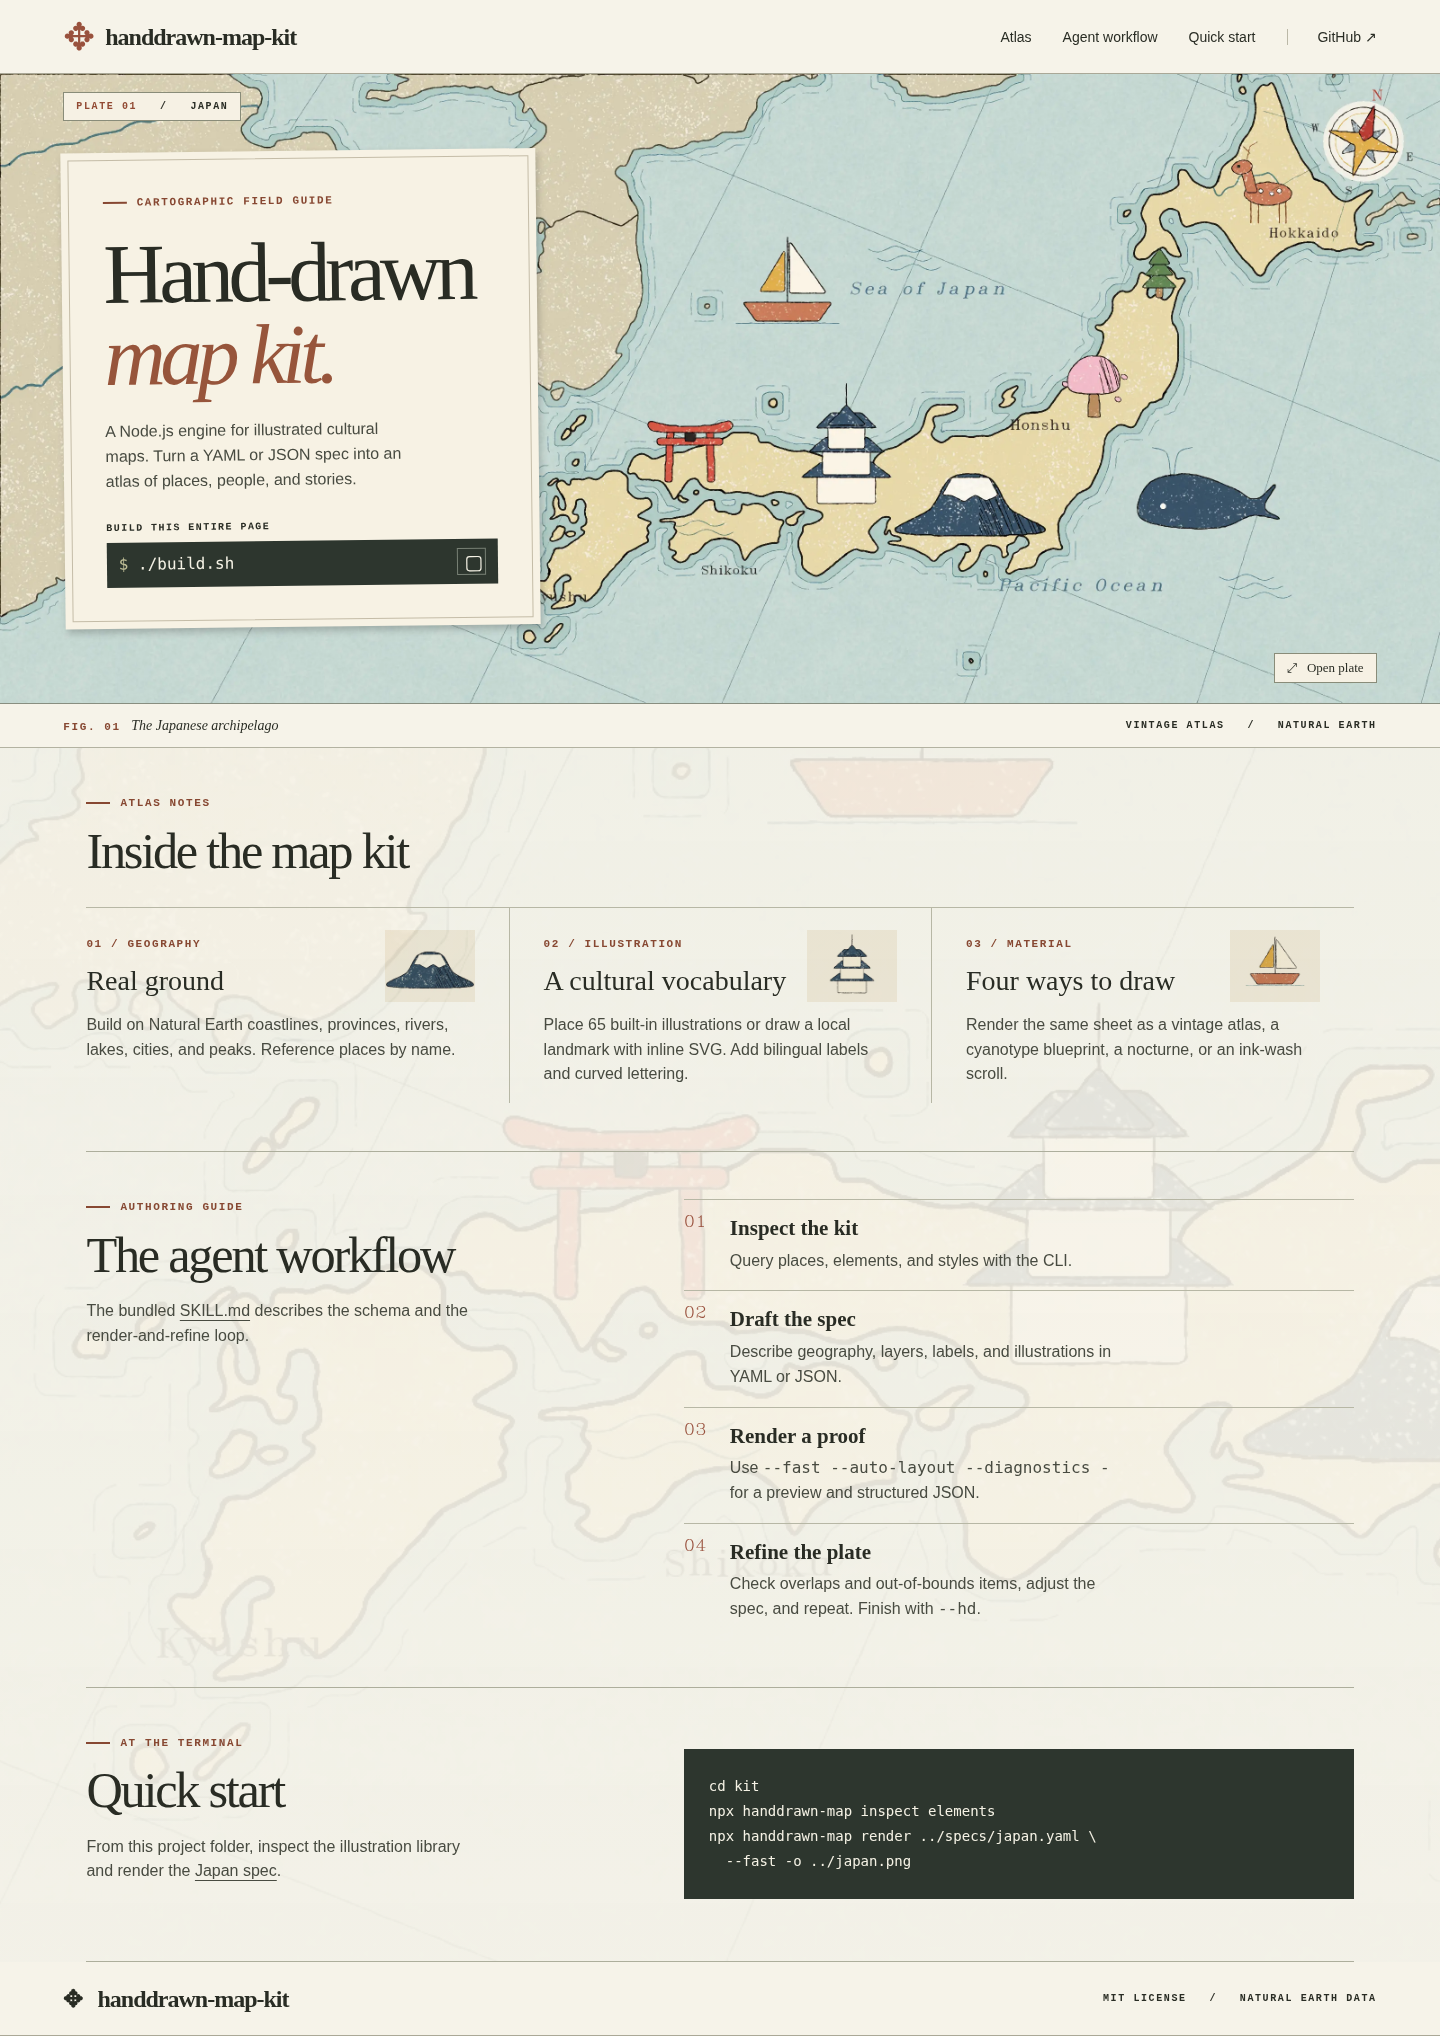 handdrawn-map-kit
Atlas
Agent workflow
Quick start
GitHub ↗
PLATE 01 / JAPAN
CARTOGRAPHIC FIELD GUIDE
Hand-drawn
map kit.
A Node.js engine for illustrated cultural
maps. Turn a YAML or JSON spec into an
atlas of places, people, and stories.
BUILD THIS ENTIRE PAGE
$ ./build.sh
N
W
E
S
Hokkaido
Sea of Japan
Honshu
Shikoku
Pacific Ocean
⤢ Open plate
FIG. 01 The Japanese archipelago
VINTAGE ATLAS / NATURAL EARTH
ATLAS NOTES
Inside the map kit
01 / GEOGRAPHY
Real ground
Build on Natural Earth coastlines, provinces, rivers,
lakes, cities, and peaks. Reference places by name.
02 / ILLUSTRATION
A cultural vocabulary
Place 65 built-in illustrations or draw a local
landmark with inline SVG. Add bilingual labels
and curved lettering.
03 / MATERIAL
Four ways to draw
Render the same sheet as a vintage atlas, a
cyanotype blueprint, a nocturne, or an ink-wash
scroll.
AUTHORING GUIDE
The agent workflow
The bundled SKILL.md describes the schema and the
render-and-refine loop.
01
Inspect the kit
Query places, elements, and styles with the CLI.
02
Draft the spec
Describe geography, layers, labels, and illustrations in
YAML or JSON.
03
Render a proof
Use --fast --auto-layout --diagnostics -
for a preview and structured JSON.
04
Refine the plate
Check overlaps and out-of-bounds items, adjust the
spec, and repeat. Finish with --hd.
Shikoku
Kyushu
AT THE TERMINAL
Quick start
From this project folder, inspect the illustration library
and render the Japan spec.
cd kit
npx handdrawn-map inspect elements
npx handdrawn-map render ../specs/japan.yaml \
--fast -o ../japan.png
handdrawn-map-kit
MIT LICENSE / NATURAL EARTH DATA